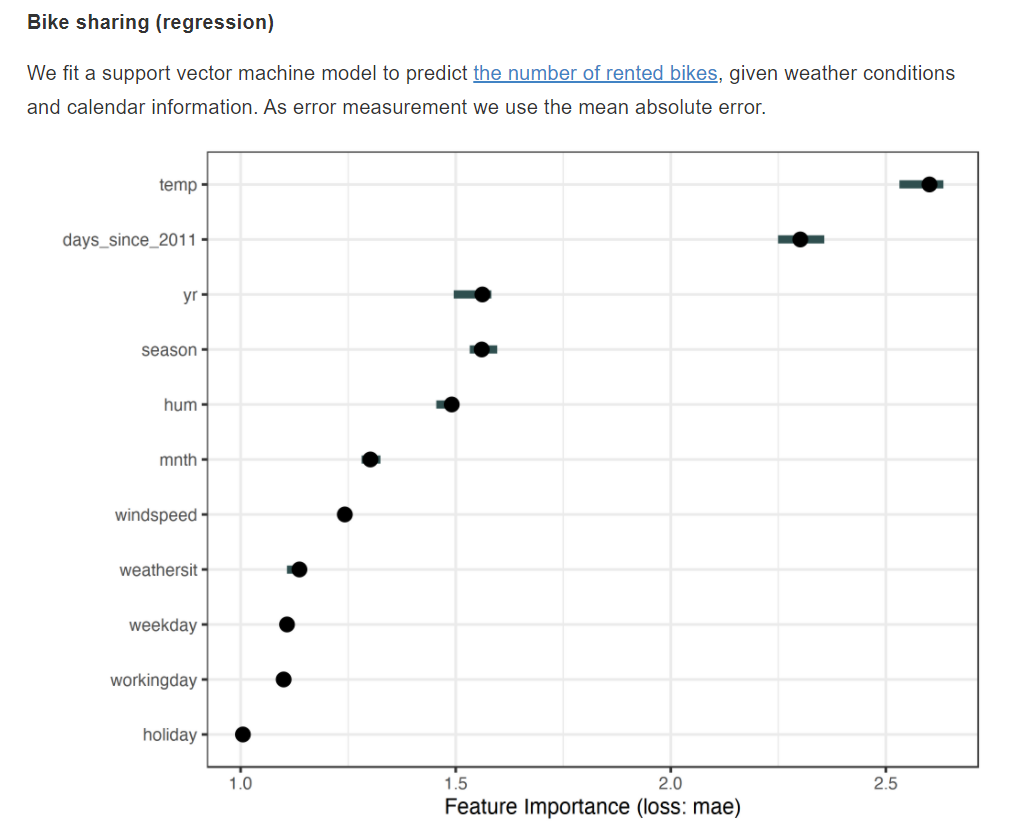 Bike sharing (regression)
We fit a support vector machine model to predict the number of rented bikes, given weather conditions
and calendar information. As error measurement we use the mean absolute error.
temp
days_since_2011
yr
season
hum
mnth
windspeed
weathersit
weekday
workingday
holiday
1.0 1.5 2.0 2.5
Feature Importance (loss: mae)